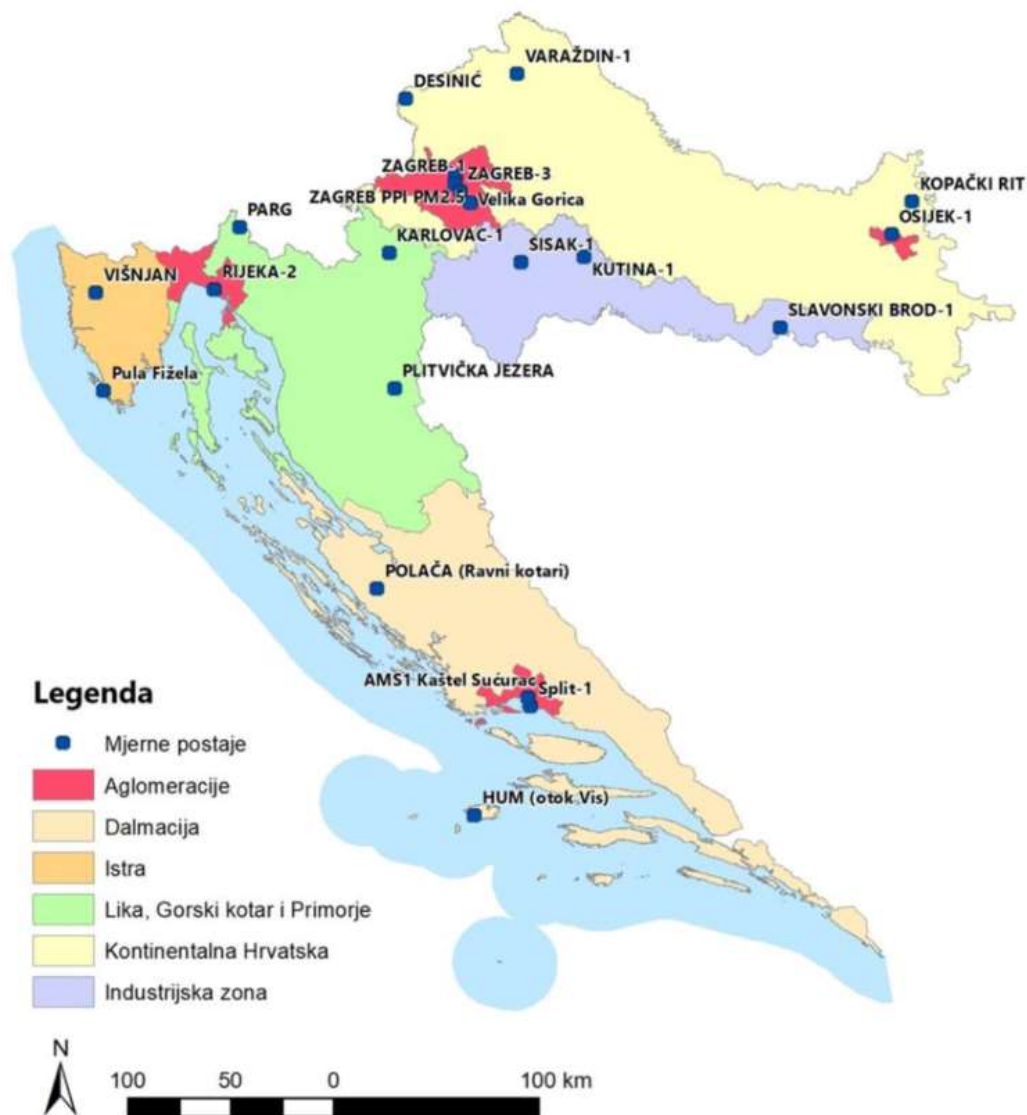 VARAŽDIN-1
DESINIĆ
ZAGREB-1
ZAGREB-3
KOPAČKI RIT
ZAGREB PPI PM2.5
Velika Gorica
OSIJEK-1
PARG
KARLOVAC-1
SISAK-1
KUTINA-1
VIŠNJAN
RIJEKA-2
SLAVONSKI BROD-1
Pula Fižela
PLITVIČKA JEZERA
POLAČA (Ravni kotari)
AMS1 Kaštel Sućurac
Split-1
HUM (otok Vis)
Legenda
Mjerne postaje
Aglomeracije
Dalmacija
Istra
Lika, Gorski kotar i Primorje
Kontinentalna Hrvatska
Industrijska zona
N
100 50 0 100 km